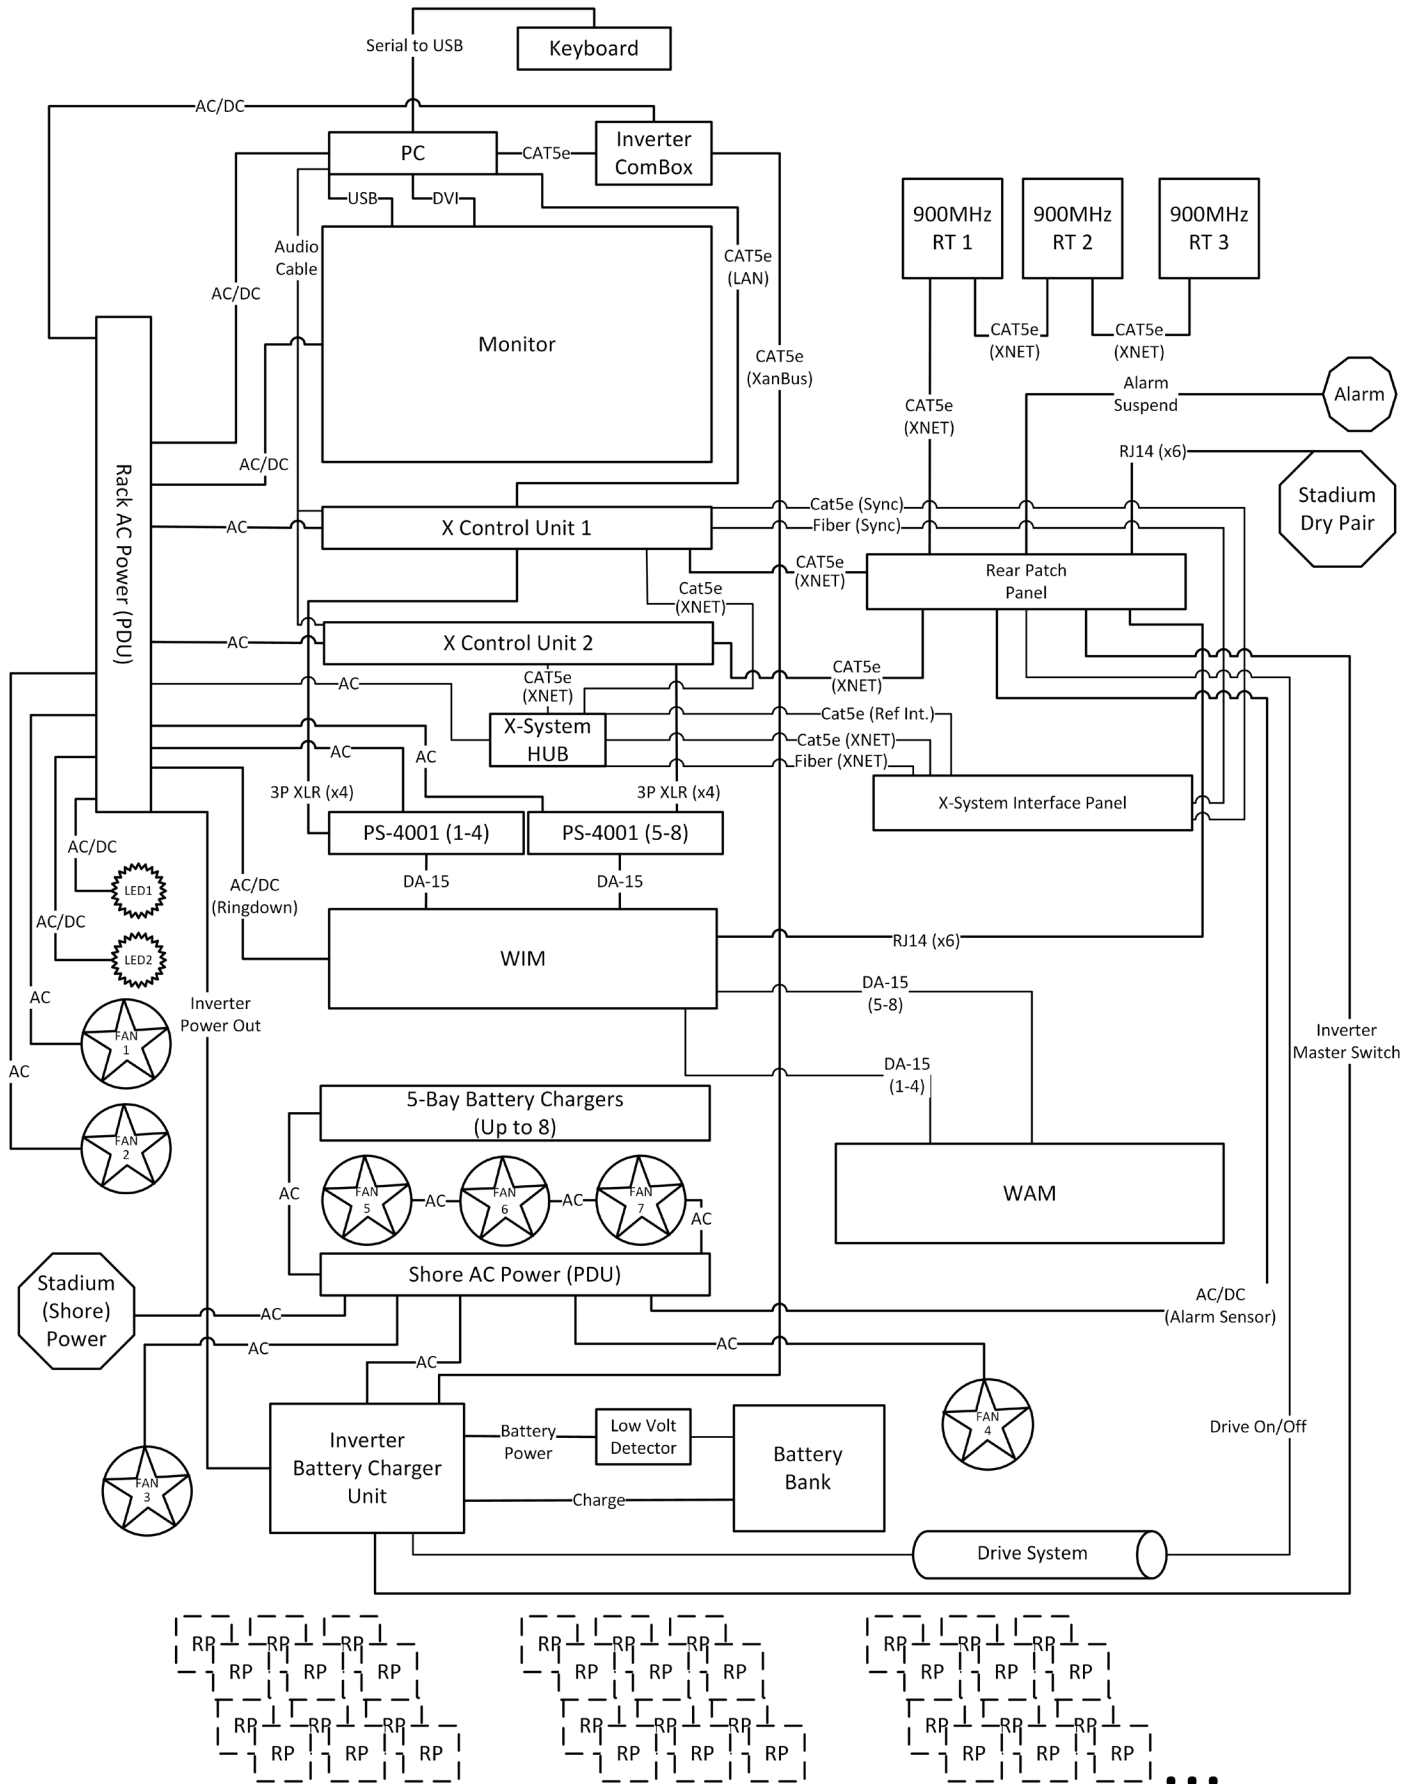 Serial to USB
Keyboard
AC/DC
PC
CAT5e
Inverter
ComBox
USB
DVI
Audio
Cable
CAT5e
(LAN)
AC/DC
Monitor
CAT5e
(XanBus)
900MHz
RT 1
900MHz
RT 2
900MHz
RT 3
CAT5e
(XNET)
CAT5e
(XNET)
CAT5e
(XNET)
Alarm
Suspend
Alarm
RJ14 (x6)
Stadium
Dry Pair
AC/DC
Rack AC Power (PDU)
AC
X Control Unit 1
Cat5e (Sync)
Fiber (Sync)
CAT5e
(XNET)
Rear Patch
Panel
Cat5e
(XNET)
AC
X Control Unit 2
CAT5e
(XNET)
CAT5e
(XNET)
AC
X-System
HUB
Cat5e (Ref Int.)
Cat5e (XNET)
Fiber (XNET)
AC
AC
3P XLR (x4)
3P XLR (x4)
X-System Interface Panel
PS-4001 (1-4)
PS-4001 (5-8)
AC/DC
LED1
AC/DC
(Ringdown)
DA-15
DA-15
AC/DC
LED2
WIM
RJ14 (x6)
DA-15
(5-8)
AC
Inverter
Power Out
FAN
1
Inverter
Master Switch
AC
DA-15
(1-4)
5-Bay Battery Chargers
(Up to 8)
FAN
2
AC
FAN
5
AC
FAN
6
AC
FAN
7
AC
WAM
Shore AC Power (PDU)
Stadium
(Shore)
Power
AC
AC/DC
(Alarm Sensor)
AC
AC
AC
FAN
4
Drive On/Off
Inverter
Battery Charger
Unit
Battery
Power
Low Volt
Detector
Battery
Bank
FAN
3
Charge
Drive System
RP RP RP RP RP RP RP RP RP
RP RP RP RP RP RP RP RP RP
RP RP RP RP RP RP RP RP RP
RP RP RP RP RP RP RP RP RP
...